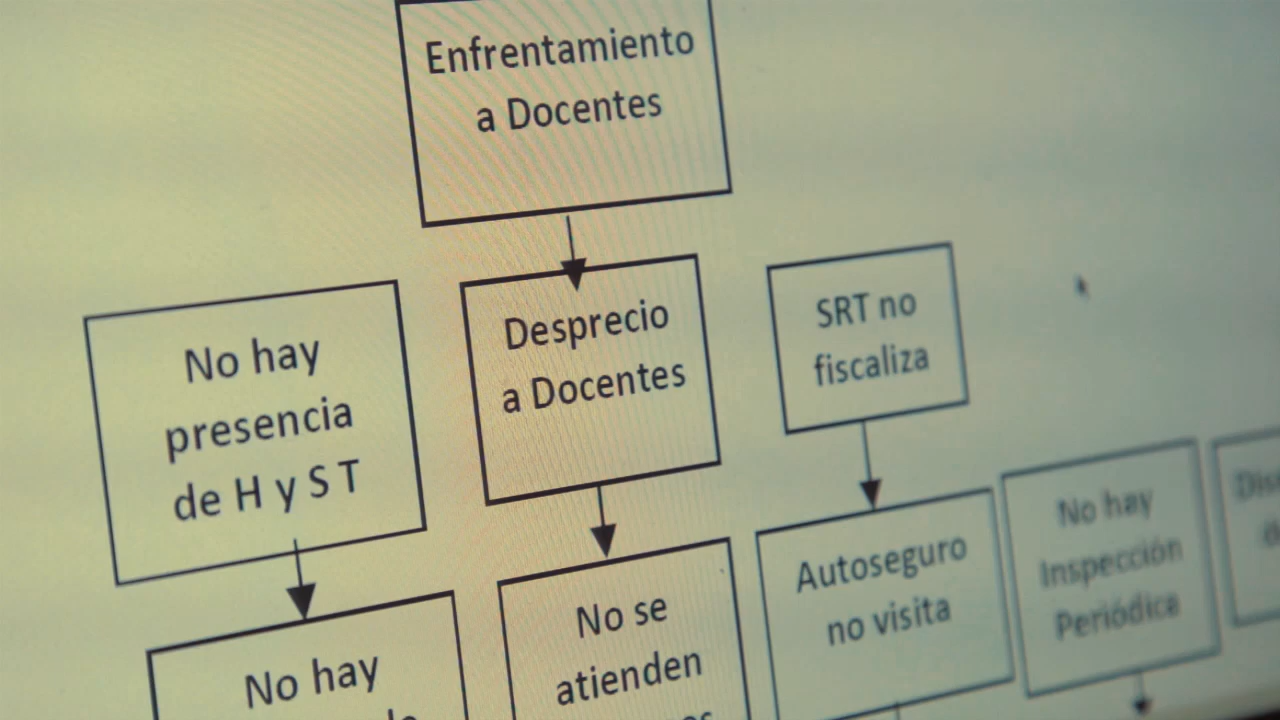 Enfrentamiento
a Docentes
No hay
presencia
de H y S T
Desprecio
a Docentes
SRT no
fiscaliza
No hay
No se
atienden
Autoseguro
no visita
No hay
Inspección
Periódica